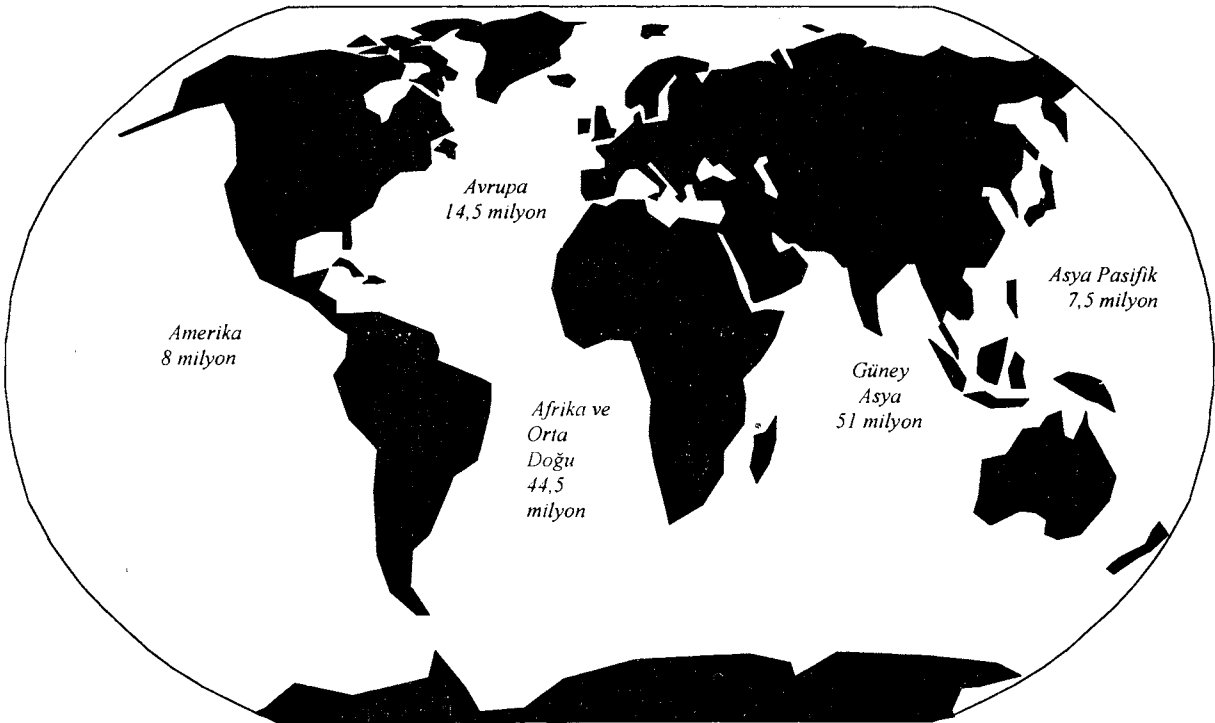 Avrupa
14,5 milyon
Asya Pasifik
7,5 milyon
Amerika
8 milyon
Güney
Asya
51 milyon
Afrika ve
Orta
Doğu
44,5
milyon